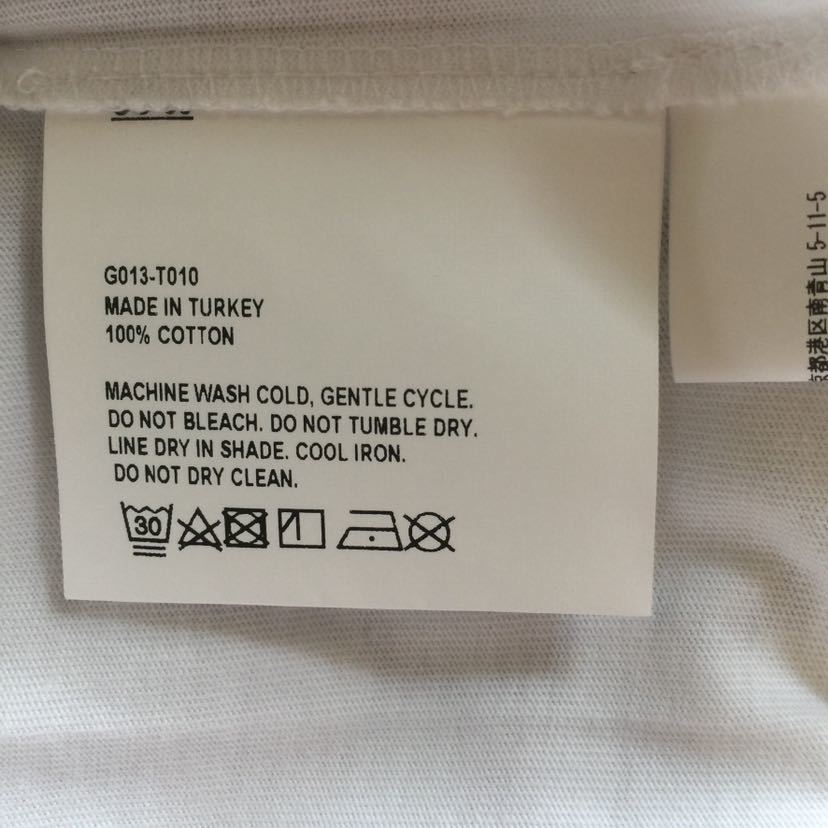 G013-T010
MADE IN TURKEY
100% COTTON
MACHINE WASH COLD, GENTLE CYCLE.
DO NOT BLEACH. DO NOT TUMBLE DRY.
LINE DRY IN SHADE. COOL IRON.
DO NOT DRY CLEAN.
30
京都港区南青山 5-11-5